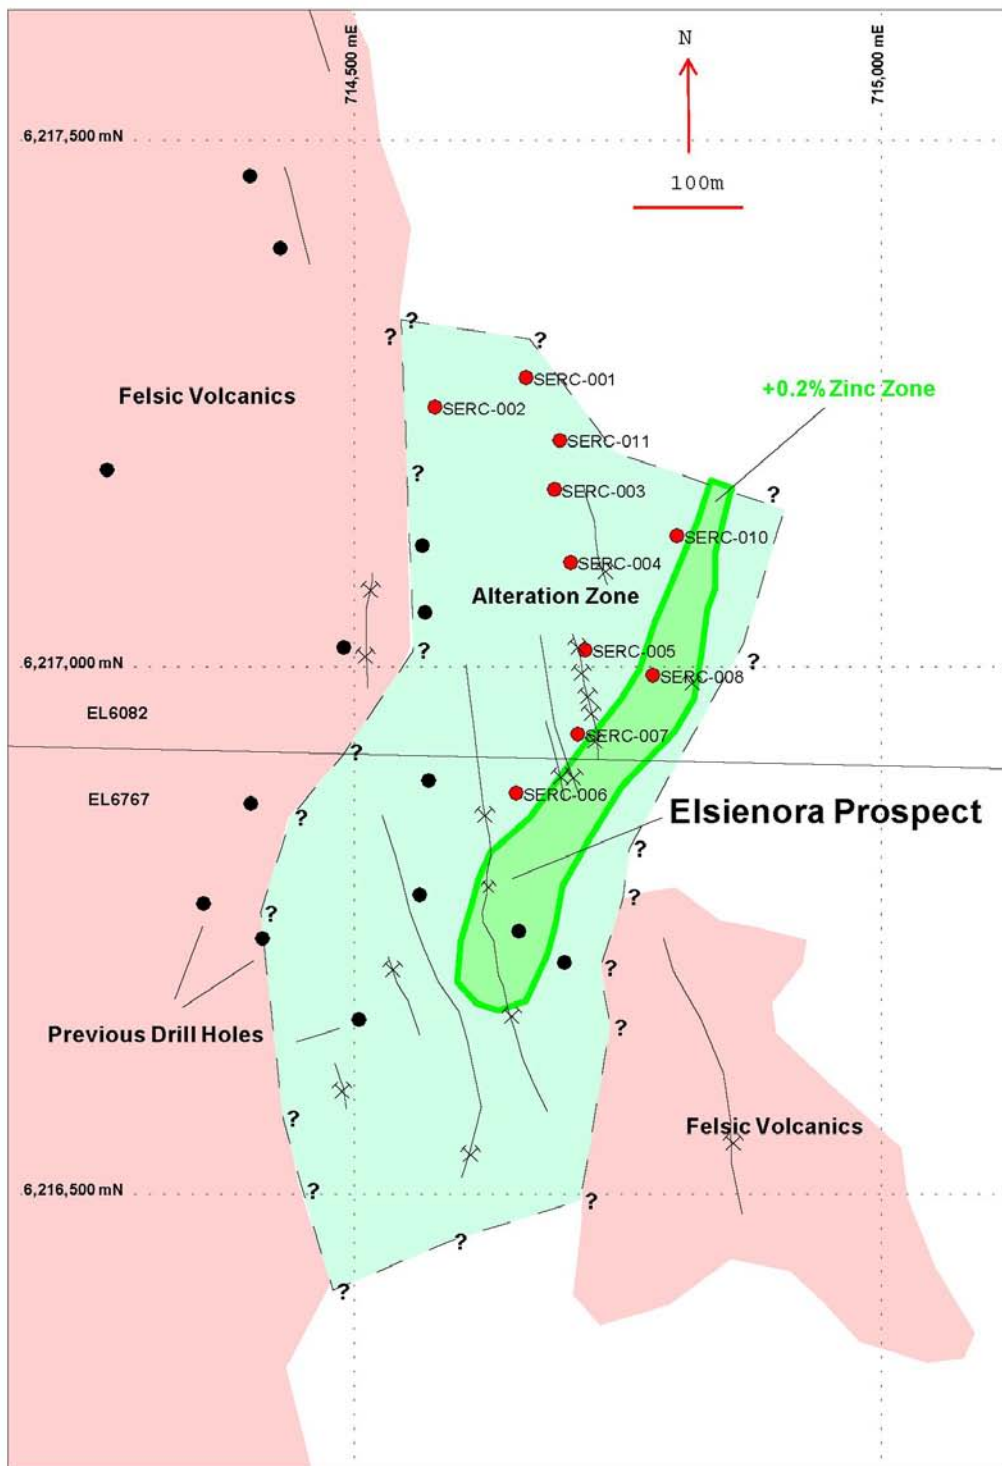 714,500 mE
N
715,000 mE
6,217,500 mN
100m
?
?
?
Felsic Volcanics
SERC-001
+0.2% Zinc Zone
SERC-002
SERC-011
?
SERC-003
?
SERC-010
SERC-004
Alteration Zone
?
SERC-005
?
6,217,000 mN
SERC-008
EL6082
SERC-007
?
EL6767
SERC-006
?
Elsienora Prospect
?
?
?
?
Previous Drill Holes
?
?
Felsic Volcanics
?
6,216,500 mN
?
?
?